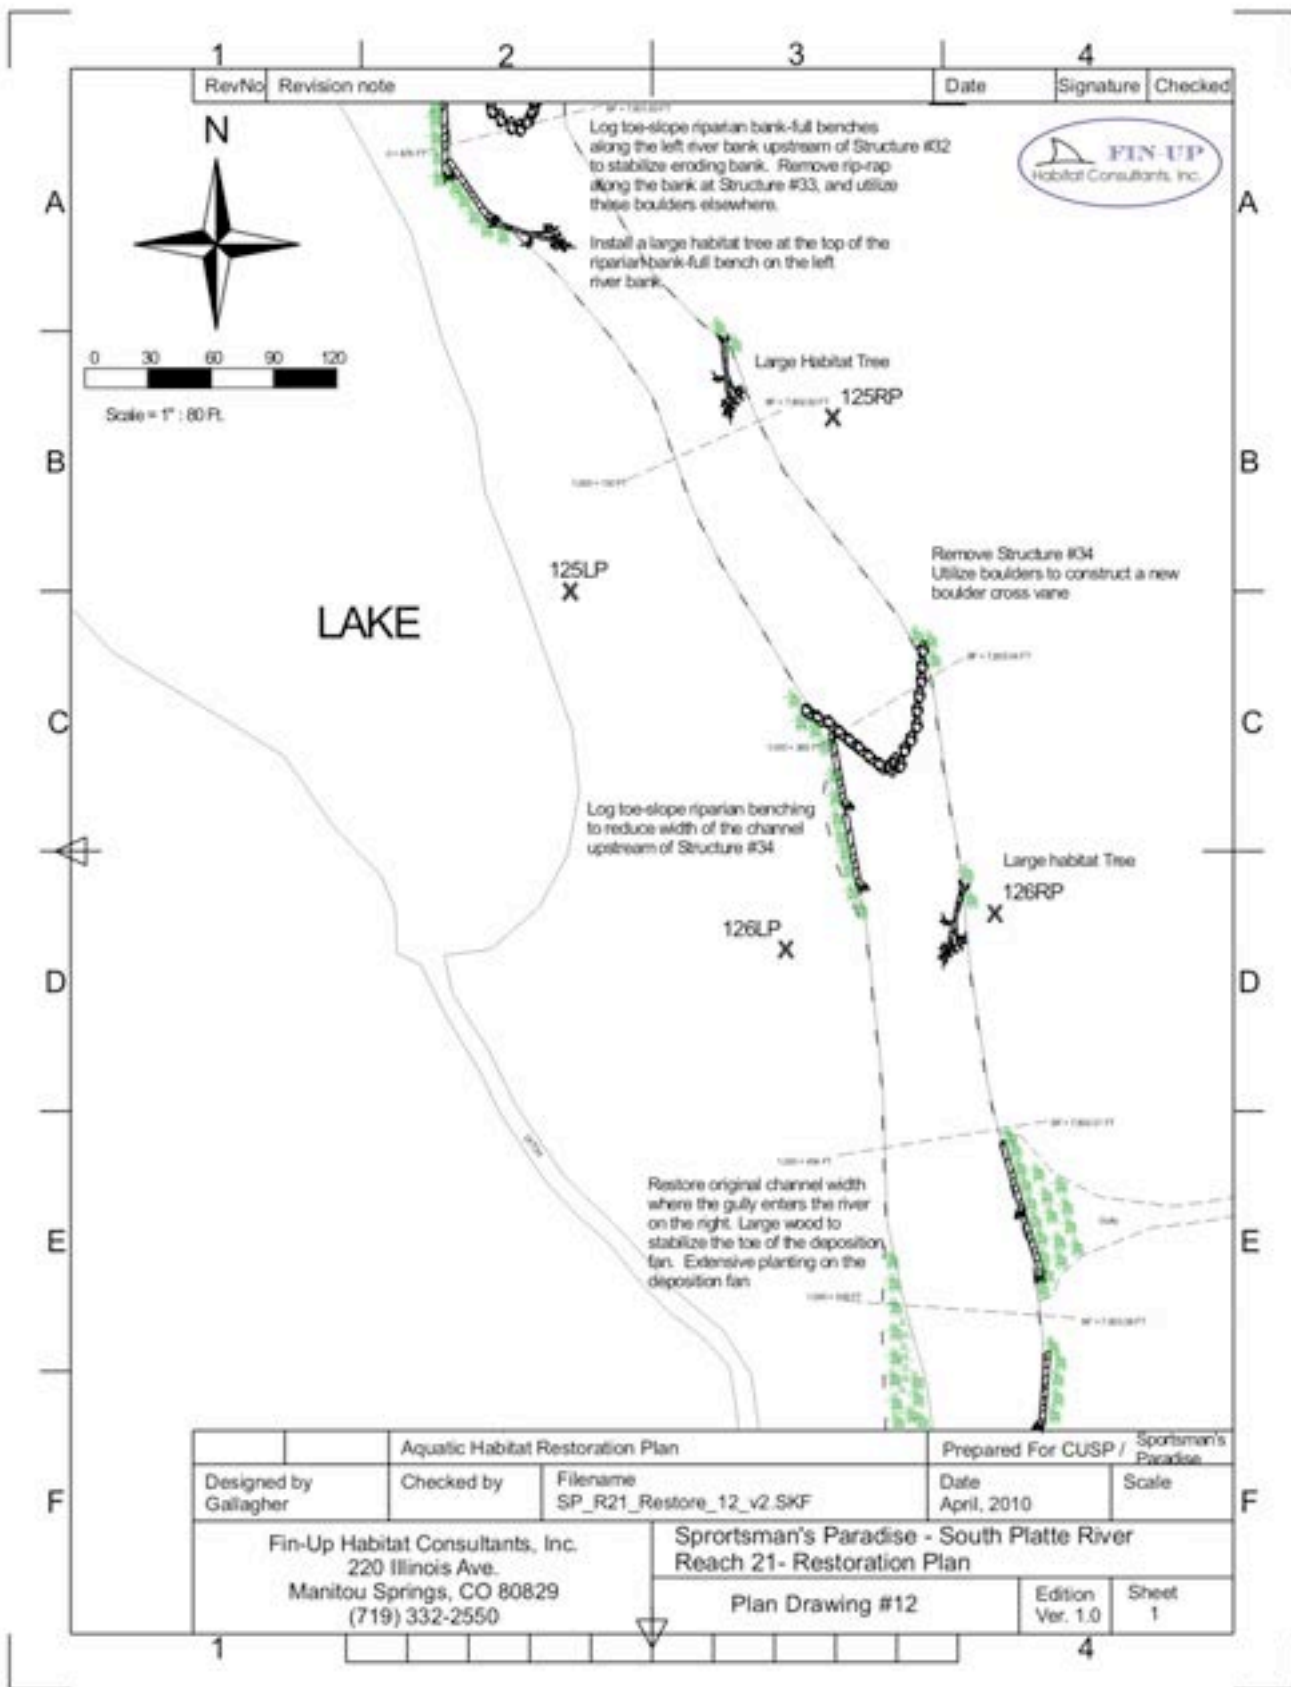 1 2 3 4
RevNo Revision note Date Signature Checked
N
FIN-UP
Habitat Consultants, Inc.
Log toe-slope riparian bank-full benches
along the left river bank upstream of Structure #32
to stabilize eroding bank. Remove rip-rap
along the bank at Structure #33, and utilize
these boulders elsewhere.
A A
Install a large habitat tree at the top of the
riparian bank-full bench on the left
river bank.
0 30 60 90 120
Scale = 1" : 80 Ft.
Large Habitat Tree
125RP
B B
Remove Structure #34
Utilize boulders to construct a new
boulder cross vane
125LP
LAKE
C C
Log toe-slope riparian benching
to reduce width of the channel
upstream of Structure #34
Large habitat Tree
126RP
126LP
D D
Restore original channel width
where the gully enters the river
on the right. Large wood to
stabilize the toe of the deposition
fan. Extensive planting on the
deposition fan
Gully
E E
Aquatic Habitat Restoration Plan
Prepared For CUSP / Sportsman's
Paradise
Designed by
Gallagher
Checked by
Filename
SP_R21_Restore_12_v2.SKF
Date
April, 2010
Scale
F F
Fin-Up Habitat Consultants, Inc.
220 Illinois Ave.
Manitou Springs, CO 80829
(719) 332-2550
Sprortsman's Paradise - South Platte River
Reach 21- Restoration Plan
Plan Drawing #12
Edition
Ver. 1.0
Sheet
1
1 4